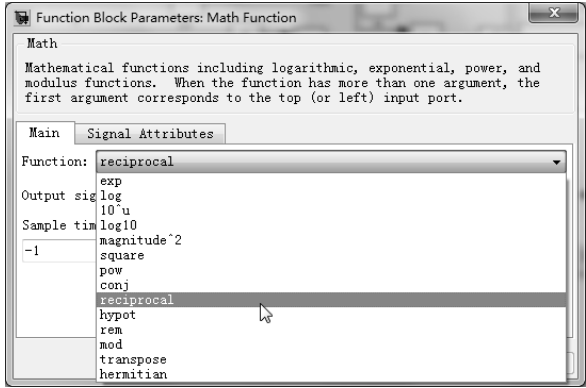 Function Block Parameters: Math Function
Math
Mathematical functions including logarithmic, exponential, power, and
modulus functions. When the function has more than one argument, the
first argument corresponds to the top (or left) input port.
Main Signal Attributes
Function: reciprocal
exp
Output sig log
10^u
Sample tim log10
magnitude^2
-1 square
pow
conj
reciprocal
hypot
rem
mod
transpose
hermitian